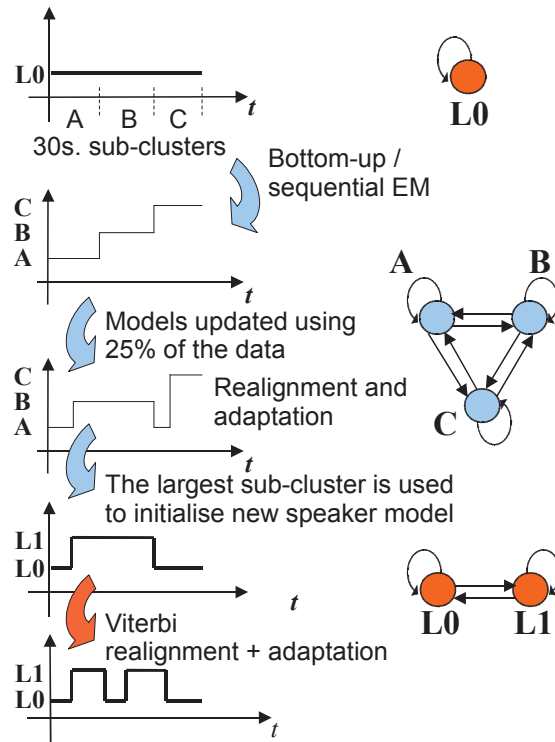 L0
t
A B C
30s. sub-clusters
L0
Bottom-up /
sequential EM
C
B
A
t
A B
C
Models updated using
25% of the data
C
B
A
t
Realignment and
adaptation
The largest sub-cluster is used
to initialise new speaker model
L1
L0
t
L0 L1
Viterbi
realignment + adaptation
L1
L0
t